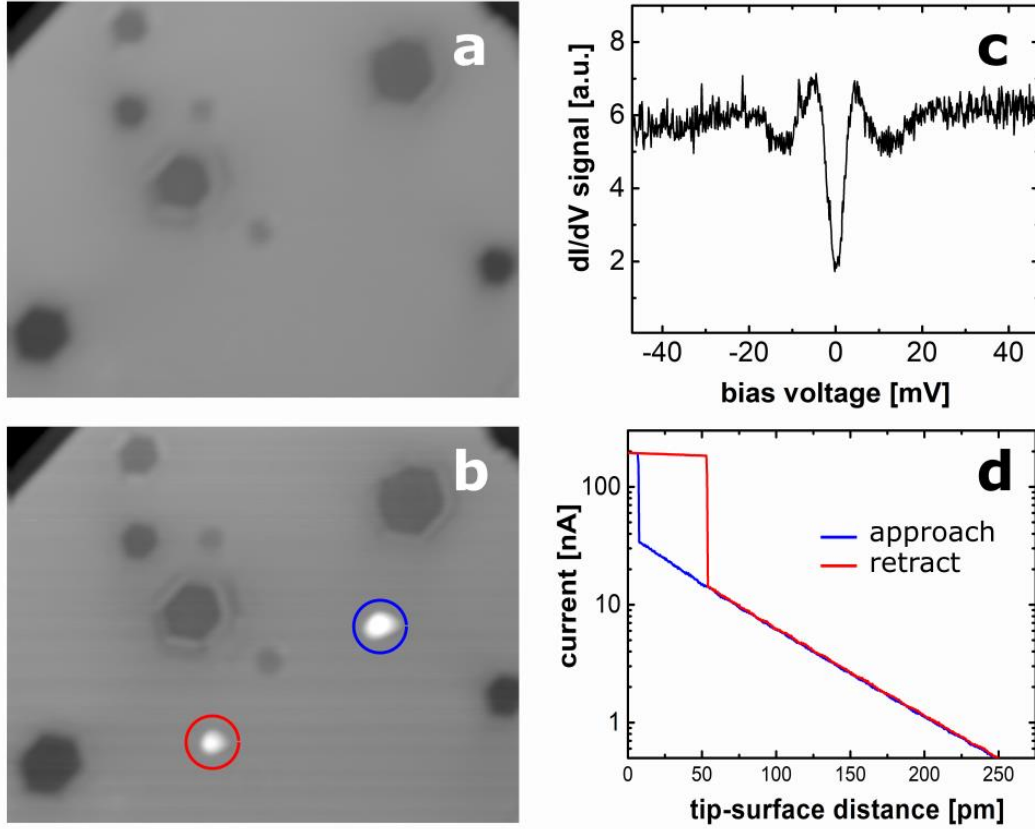 a
b
c
dI/dV signal [a.u.]
8
6
4
2
-40
-20
0
20
40
bias voltage [mV]
d
current [nA]
100
10
1
approach
retract
0
50
100
150
200
250
tip-surface distance [pm]